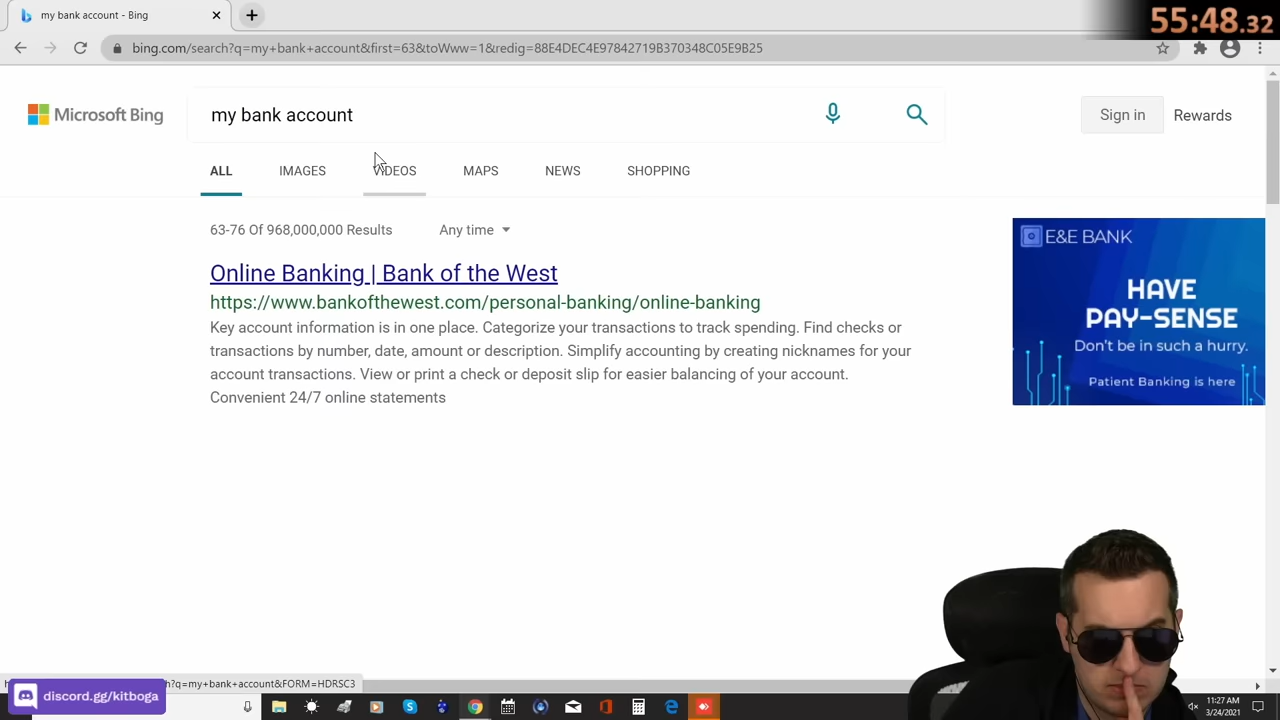 my bank account - Bing
55:48.32
bing.com/search?q=my+bank+account&first=63&toWww=1&redig=88E4DEC4E97842719B370348C05E9B25
Microsoft Bing
my bank account
Sign in
Rewards
ALL
IMAGES
VIDEOS
MAPS
NEWS
SHOPPING
63-76 Of 968,000,000 Results
Any time
Online Banking | Bank of the West
https://www.bankofthewest.com/personal-banking/online-banking
Key account information is in one place. Categorize your transactions to track spending. Find checks or
transactions by number, date, amount or description. Simplify accounting by creating nicknames for your
account transactions. View or print a check or deposit slip for easier balancing of your account.
Convenient 24/7 online statements
E&E BANK
HAVE
PAY-SENSE
Don't be in such a hurry.
Patient Banking is here
h?q=my+bank+account&FORM=HDRSC3
discord.gg/kitboga
11:27 AM
3/24/2021